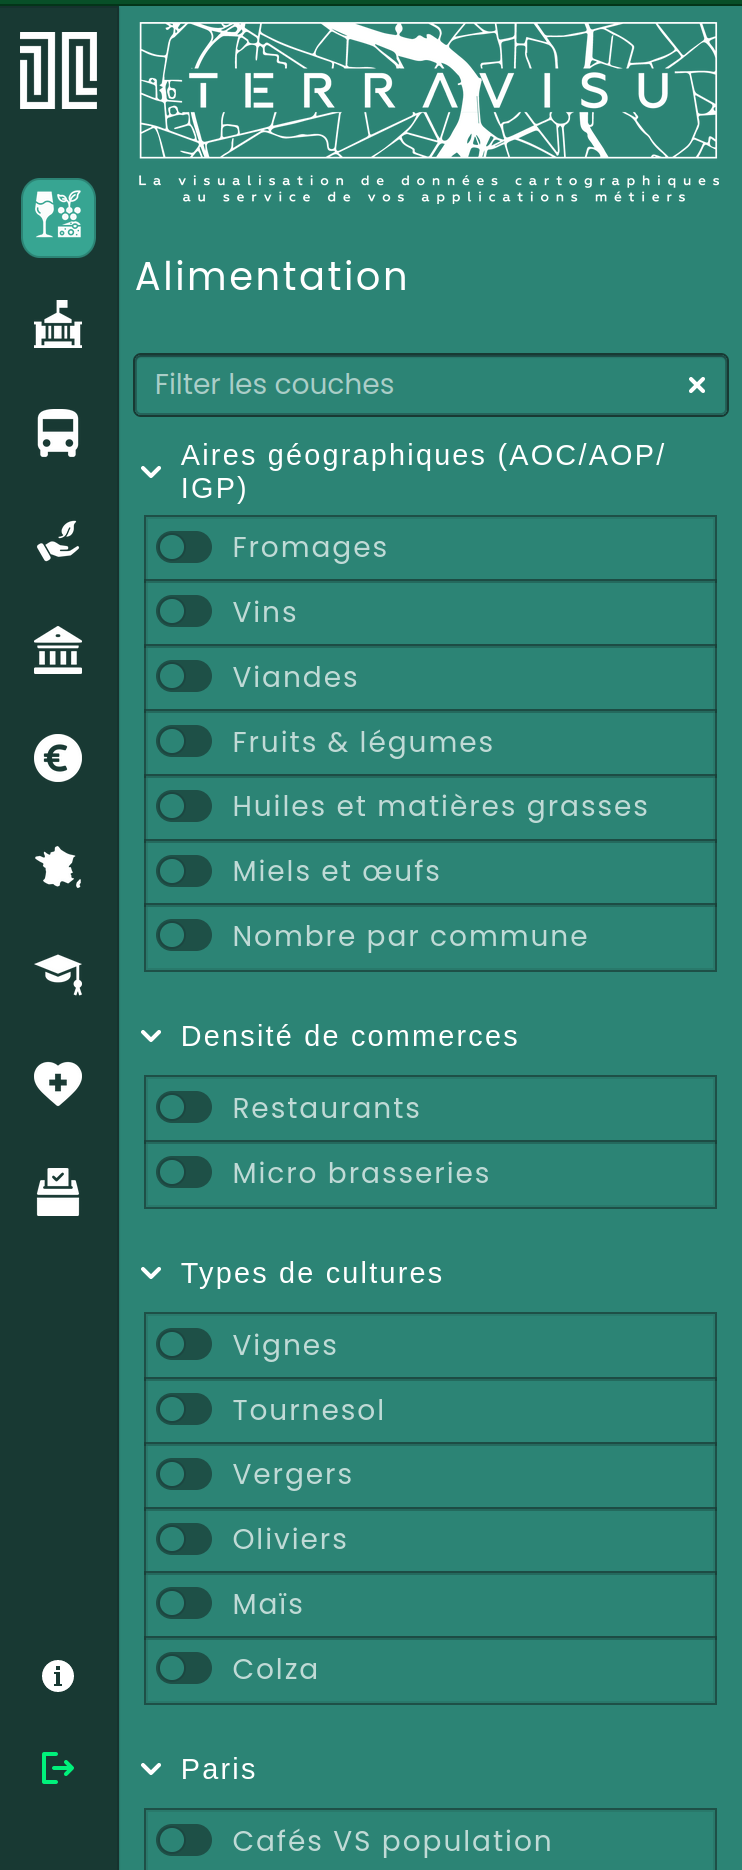 TERRAVISU
La visualisation de données cartographiques
au service de vos applications métiers
Alimentation
Filter les couches
Aires géographiques (AOC/AOP/
IGP)
Fromages
Vins
Viandes
Fruits & légumes
Huiles et matières grasses
Miels et œufs
Nombre par commune
Densité de commerces
Restaurants
Micro brasseries
Types de cultures
Vignes
Tournesol
Vergers
Oliviers
Maïs
Colza
Paris
Cafés VS population